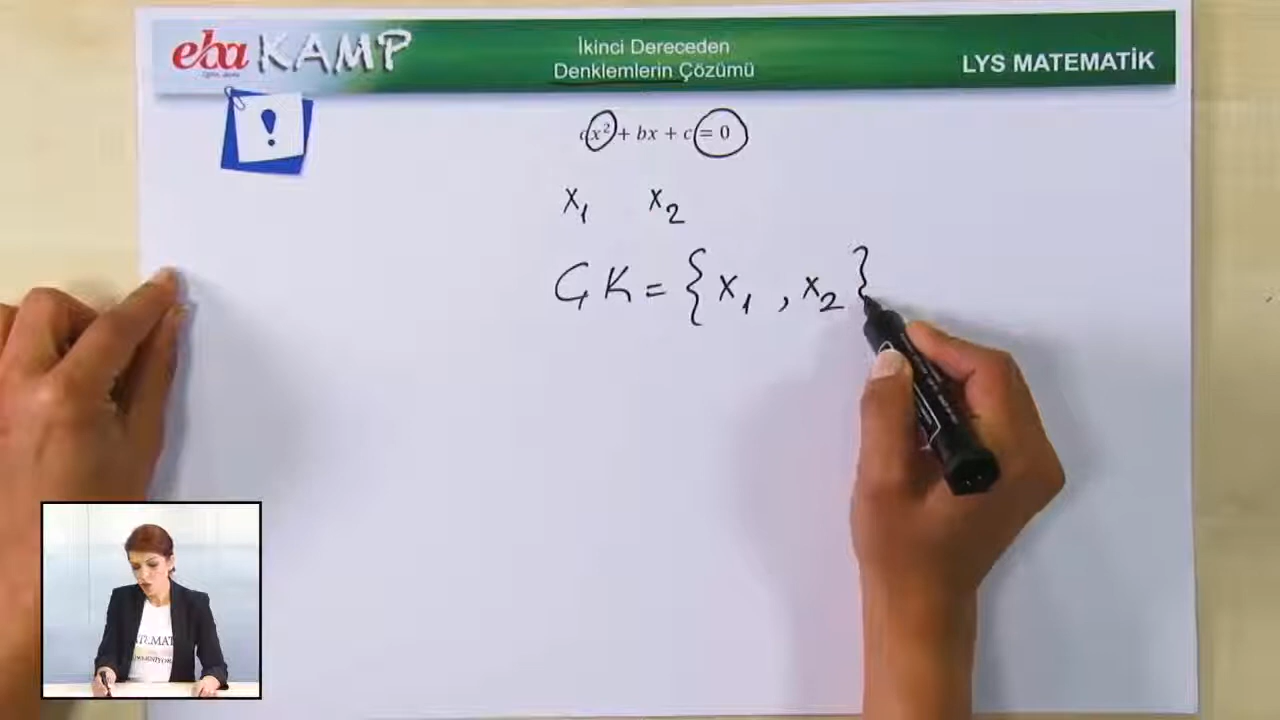 eba KAMP
İkinci Dereceden
Denklemlerin Çözümü
LYS MATEMATİK
!
ax² + bx + c = 0
x₁ x₂
ÇK = {x₁, x₂}